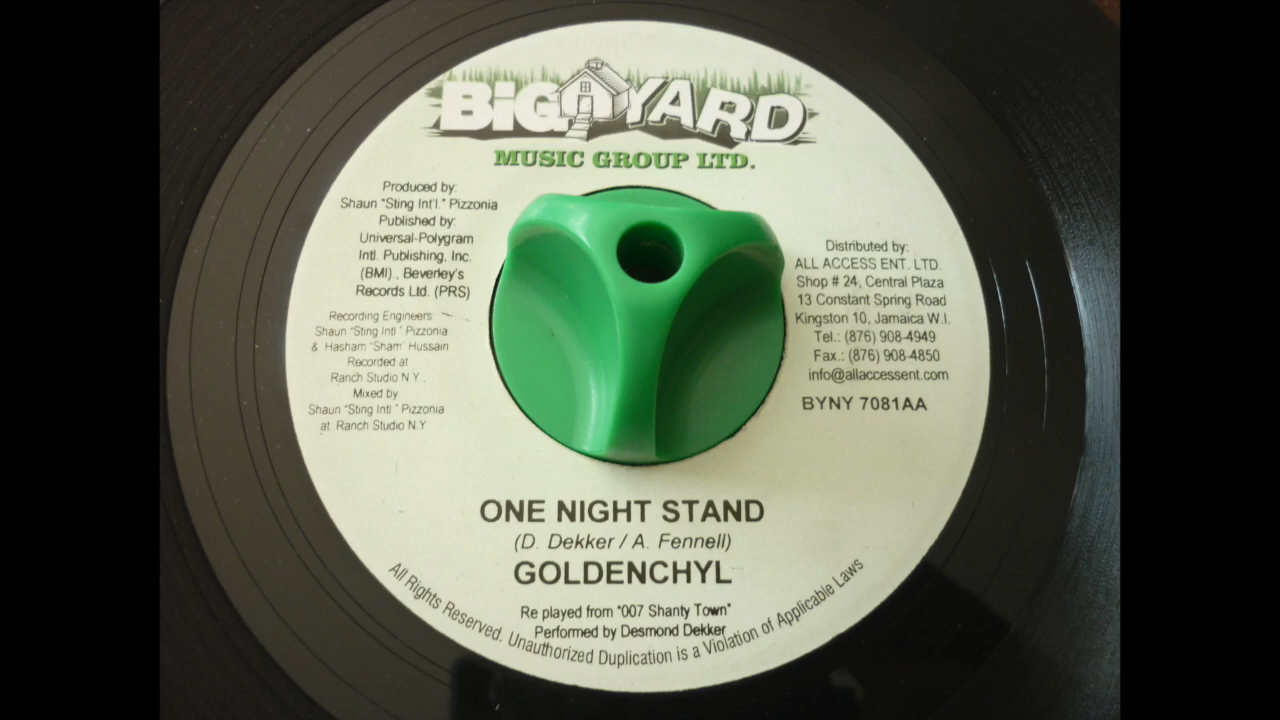 BiG YARD
MUSIC GROUP LTD.
Produced by:
Shaun "Sting Int'l." Pizzonia
Published by:
Universal-Polygram
Intl. Publishing, Inc.
(BMI)., Beverley's
Records Ltd. (PRS)
Recording Engineers:
Shaun "Sting Intl." Pizzonia
& Hasham "Sham" Hussain
Recorded at
Ranch Studio N.Y.
Mixed by
Shaun "Sting Intl." Pizzonia
at. Ranch Studio N.Y
Distributed by:
ALL ACCESS ENT. LTD.
Shop # 24, Central Plaza
13 Constant Spring Road
Kingston 10, Jamaica W.I.
Tel.: (876) 908-4949
Fax.: (876) 908-4850
info@allaccessent.com
BYNY 7081AA
ONE NIGHT STAND
(D. Dekker / A. Fennell)
GOLDENCHYL
Re played from "007 Shanty Town"
Performed by Desmond Dekker
All Rights Reserved. Unauthorized Duplication is a Violation of Applicable Laws